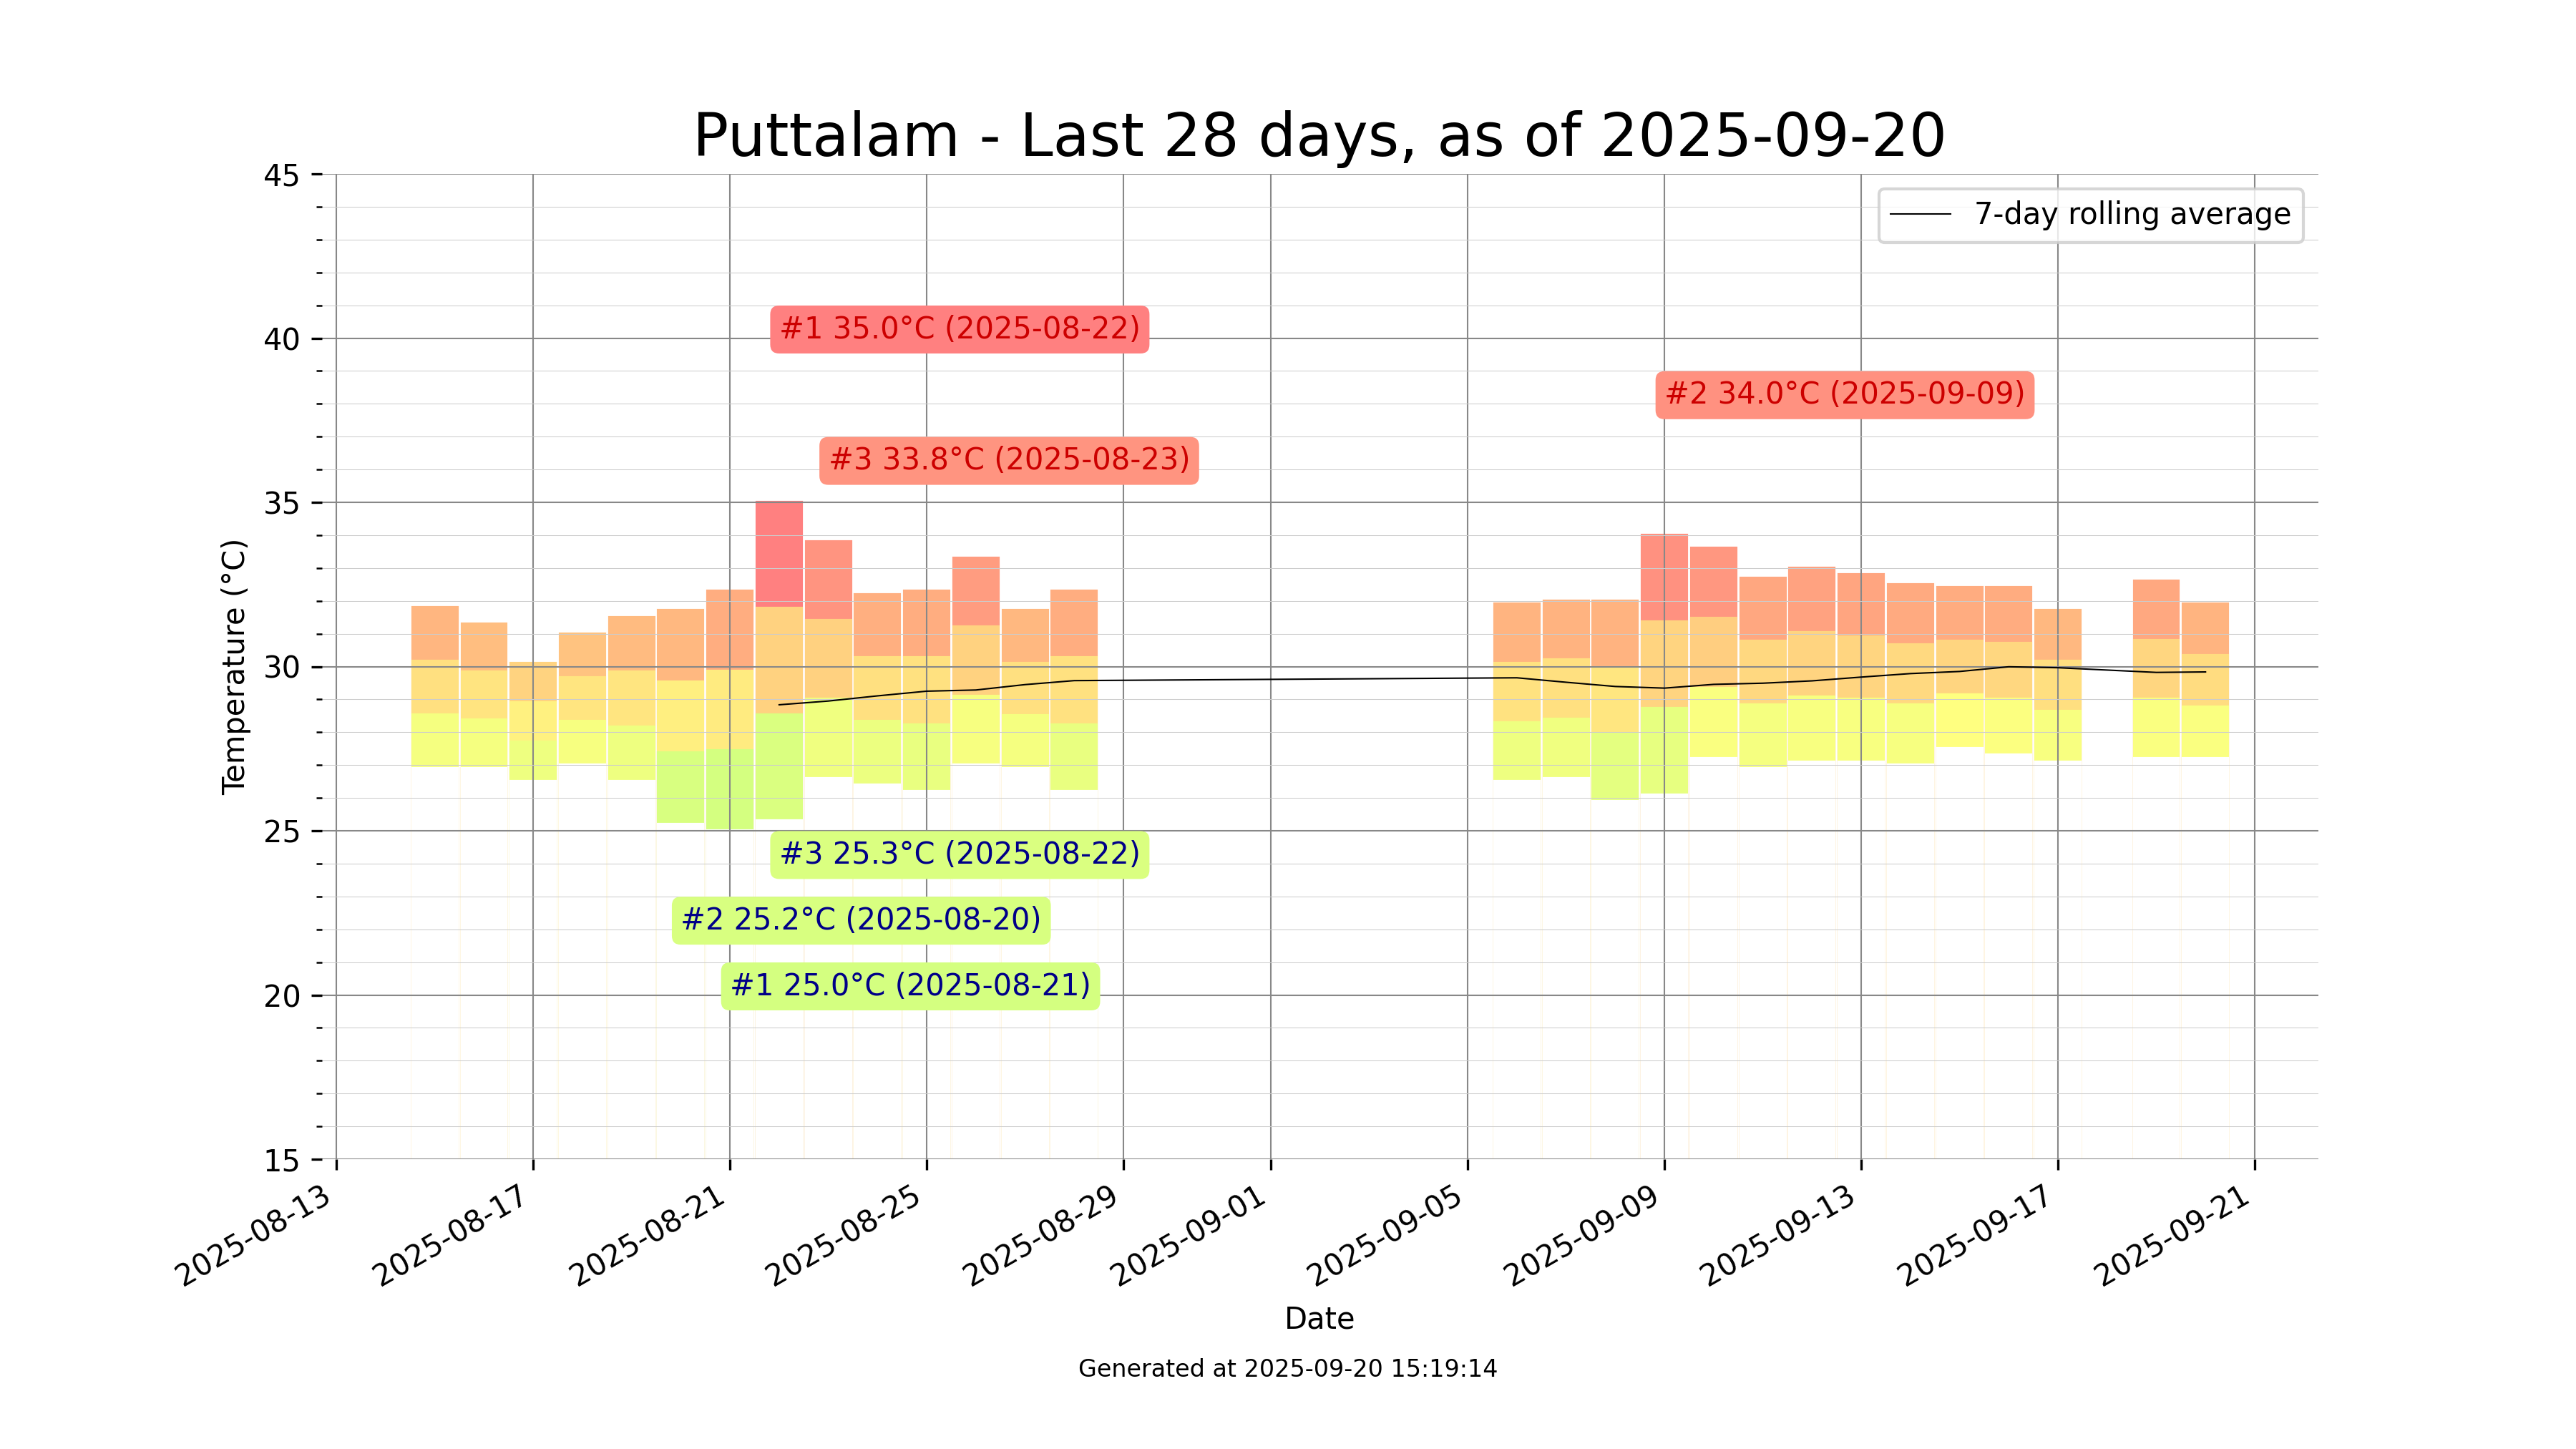 Puttalam - Last 28 days, as of 2025-09-20
7-day rolling average
45
40
35
30
25
20
15
Temperature (°C)
#1 35.0°C (2025-08-22)
#2 34.0°C (2025-09-09)
#3 33.8°C (2025-08-23)
#3 25.3°C (2025-08-22)
#2 25.2°C (2025-08-20)
#1 25.0°C (2025-08-21)
2025-08-13
2025-08-17
2025-08-21
2025-08-25
2025-08-29
2025-09-01
2025-09-05
2025-09-09
2025-09-13
2025-09-17
2025-09-21
Date
Generated at 2025-09-20 15:19:14